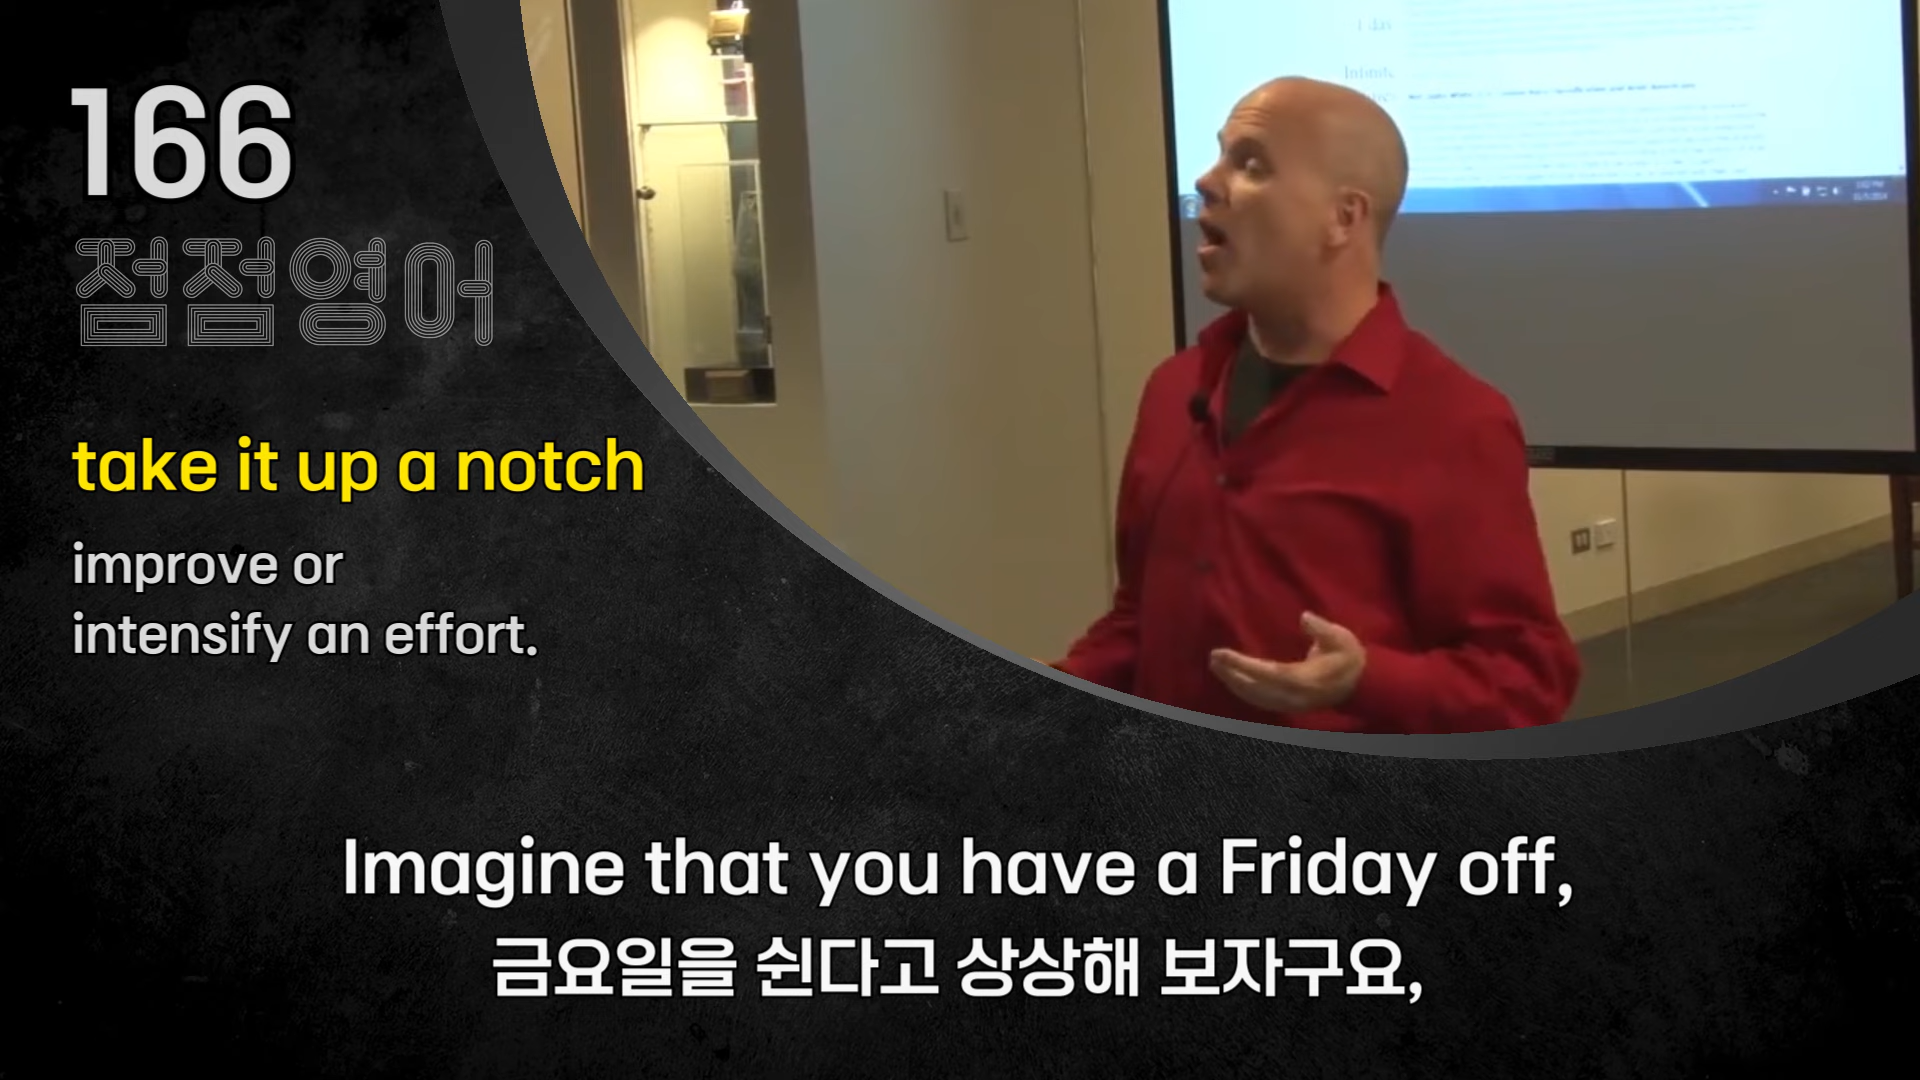 166
점점영어
take it up a notch
improve or
intensify an effort.
Imagine that you have a Friday off,
금요일을 쉰다고 상상해 보자구요,